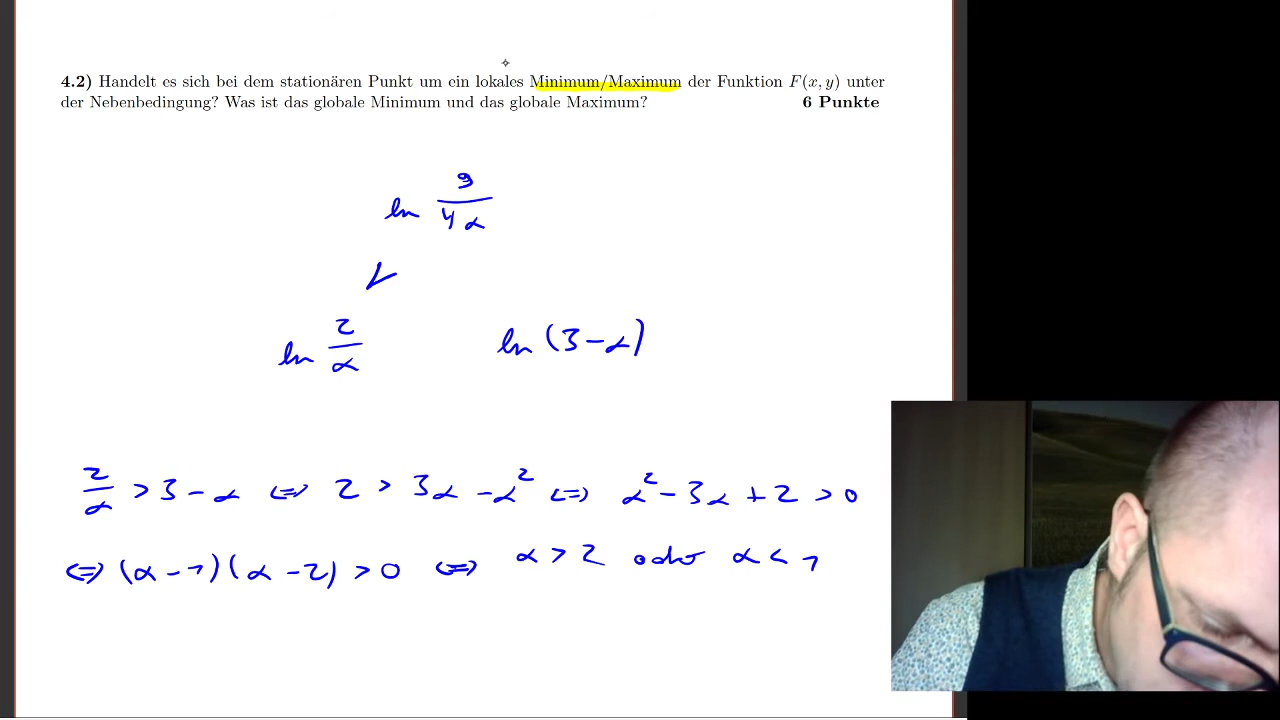 4.2) Handelt es sich bei dem stationären Punkt um ein lokales Minimum/Maximum der Funktion F(x, y) unter
der Nebenbedingung? Was ist das globale Minimum und das globale Maximum? 6 Punkte
ln 9/4α
ln 2/α ln (3-α)
2/α > 3-α ⇔ 2 > 3α - α² ⇔ α² - 3α + 2 > 0
⇔ (α-1)(α-2) > 0 ⇔ α > 2 oder α < 1